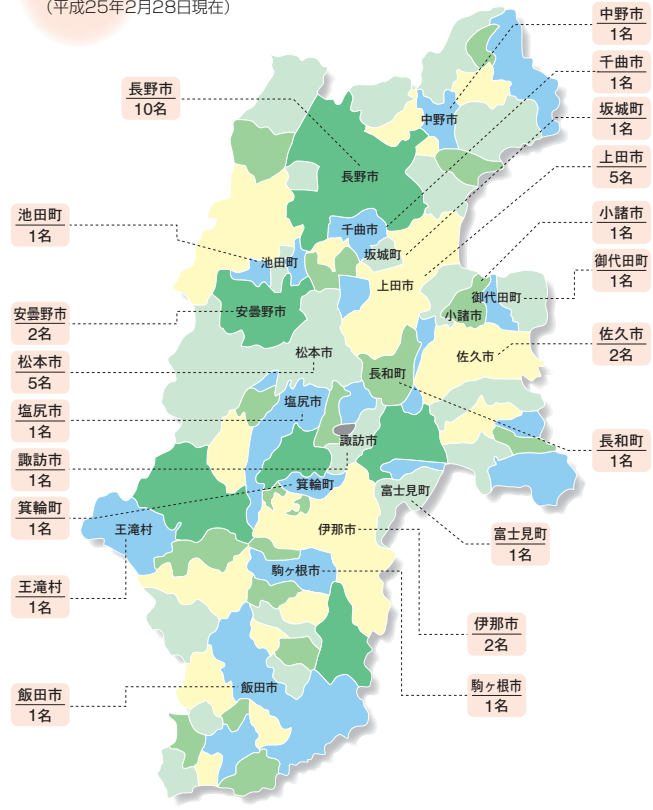 (平成25年2月28日現在)
中野市
1名
千曲市
1名
坂城町
1名
上田市
5名
小諸市
1名
御代田町
1名
佐久市
2名
長和町
1名
富士見町
1名
伊那市
2名
駒ヶ根市
1名
長野市
10名
池田町
1名
安曇野市
2名
松本市
5名
塩尻市
1名
諏訪市
1名
箕輪町
1名
王滝村
1名
飯田市
1名
中野市
長野市
千曲市
坂城町
池田町
上田市
御代田町
小諸市
安曇野市
松本市
佐久市
長和町
塩尻市
諏訪市
箕輪町
富士見町
王滝村
伊那市
駒ヶ根市
飯田市